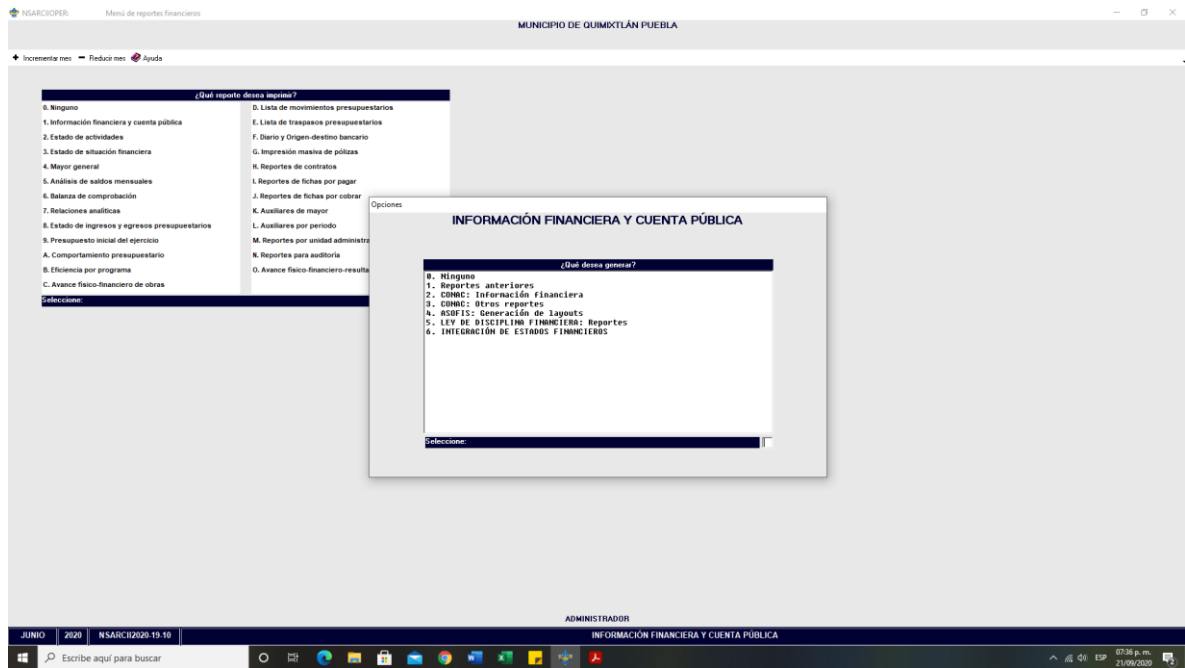 NSARCIIOPER: Menú de reportes financieros
MUNICIPIO DE QUIMIXTLÁN PUEBLA
Incrementar mes Reducir mes Ayuda
¿Qué reporte desea imprimir?
0. Ninguno
1. Información financiera y cuenta pública
2. Estado de actividades
3. Estado de situación financiera
4. Mayor general
5. Análisis de saldos mensuales
6. Balanza de comprobación
7. Relaciones analíticas
8. Estado de ingresos y egresos presupuestarios
9. Presupuesto inicial del ejercicio
A. Comportamiento presupuestario
B. Eficiencia por programa
C. Avance físico-financiero de obras
D. Lista de movimientos presupuestarios
E. Lista de traspasos presupuestarios
F. Diario y Origen-destino bancario
G. Impresión masiva de pólizas
H. Reportes de contratos
I. Reportes de fichas por pagar
J. Reportes de fichas por cobrar
K. Auxiliares de mayor
L. Auxiliares por periodo
M. Reportes por unidad administra
N. Reportes para auditoría
O. Avance físico-financiero-resulta
Seleccione:
Opciones
INFORMACIÓN FINANCIERA Y CUENTA PÚBLICA
¿Qué desea generar?
0. Ninguno
1. Reportes anteriores
2. CONAC: Información financiera
3. CONAC: Otros reportes
4. ASOFIS: Generación de layouts
5. LEY DE DISCIPLINA FINANCIERA: Reportes
6. INTEGRACIÓN DE ESTADOS FINANCIEROS
Seleccione:
ADMINISTRADOR
JUNIO 2020 NSARCII2020-19-10 INFORMACIÓN FINANCIERA Y CUENTA PÚBLICA
Escribe aquí para buscar
ESP 07:36 p. m.
21/09/2020